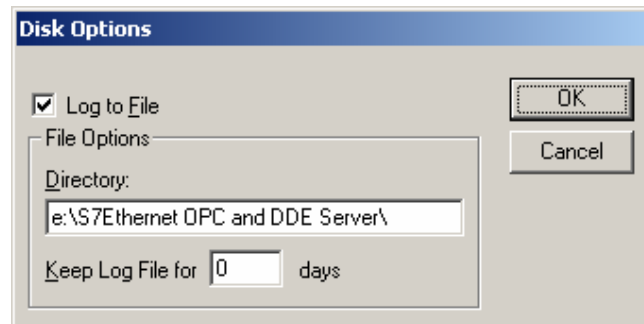 Disk Options
Log to File
OK
File Options
Cancel
Directory:
e:\S7Ethernet OPC and DDE Server\
Keep Log File for 0 days